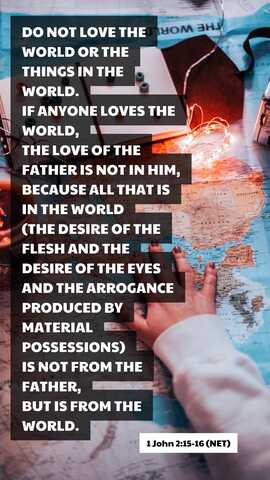 THE WORLD
DO NOT LOVE THE
WORLD OR THE
THINGS IN THE
WORLD.
IF ANYONE LOVES THE
WORLD,
THE LOVE OF THE
FATHER IS NOT IN HIM,
BECAUSE ALL THAT IS
IN THE WORLD
(THE DESIRE OF THE
FLESH AND THE
DESIRE OF THE EYES
AND THE ARROGANCE
PRODUCED BY
MATERIAL
POSSESSIONS)
IS NOT FROM THE
FATHER,
BUT IS FROM THE
WORLD.
1 John 2:15-16 (NET)